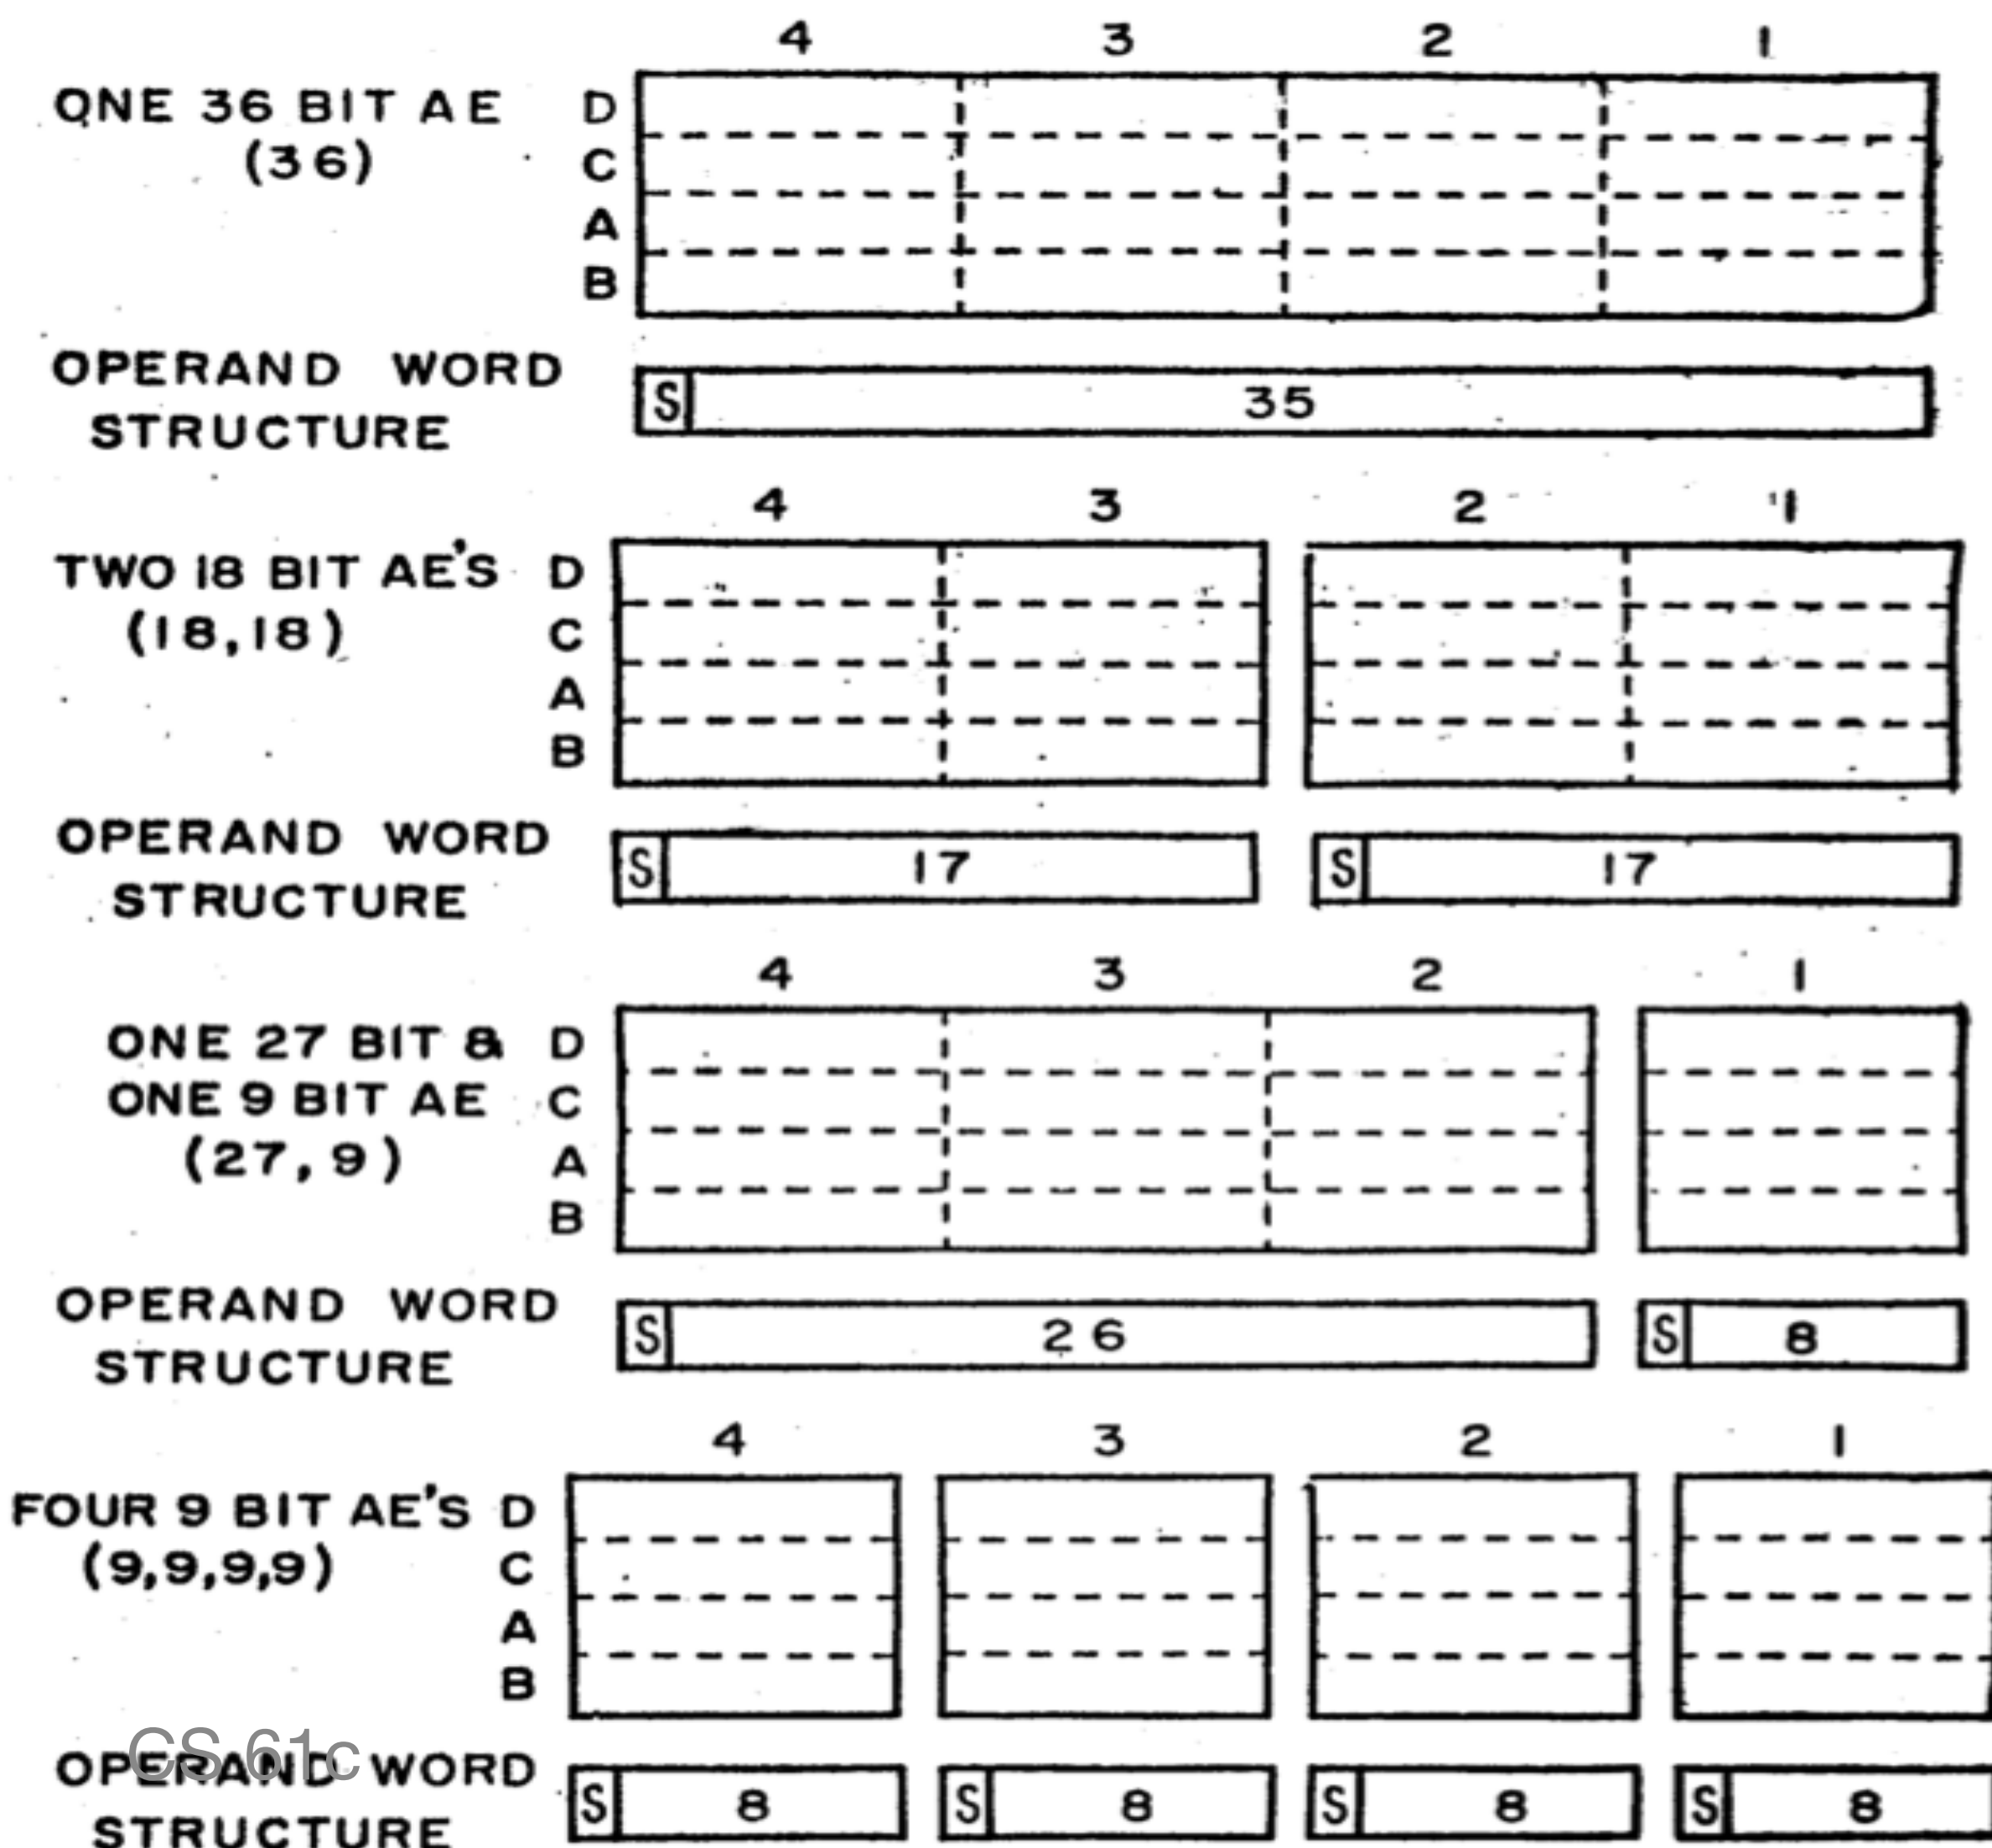 4 3 2 1
ONE 36 BIT AE D
(36) C
A
B
OPERAND WORD
STRUCTURE
S 35
4 3 2 1
TWO 18 BIT AE'S D
(18,18) C
A
B
OPERAND WORD
STRUCTURE
S 17 S 17
4 3 2 1
ONE 27 BIT & D
ONE 9 BIT AE C
(27,9) A
B
OPERAND WORD
STRUCTURE
S 26 S 8
4 3 2 1
FOUR 9 BIT AE'S D
(9,9,9,9) C
A
B
CS 61c
OPERAND WORD
STRUCTURE
S 8 S 8 S 8 S 8